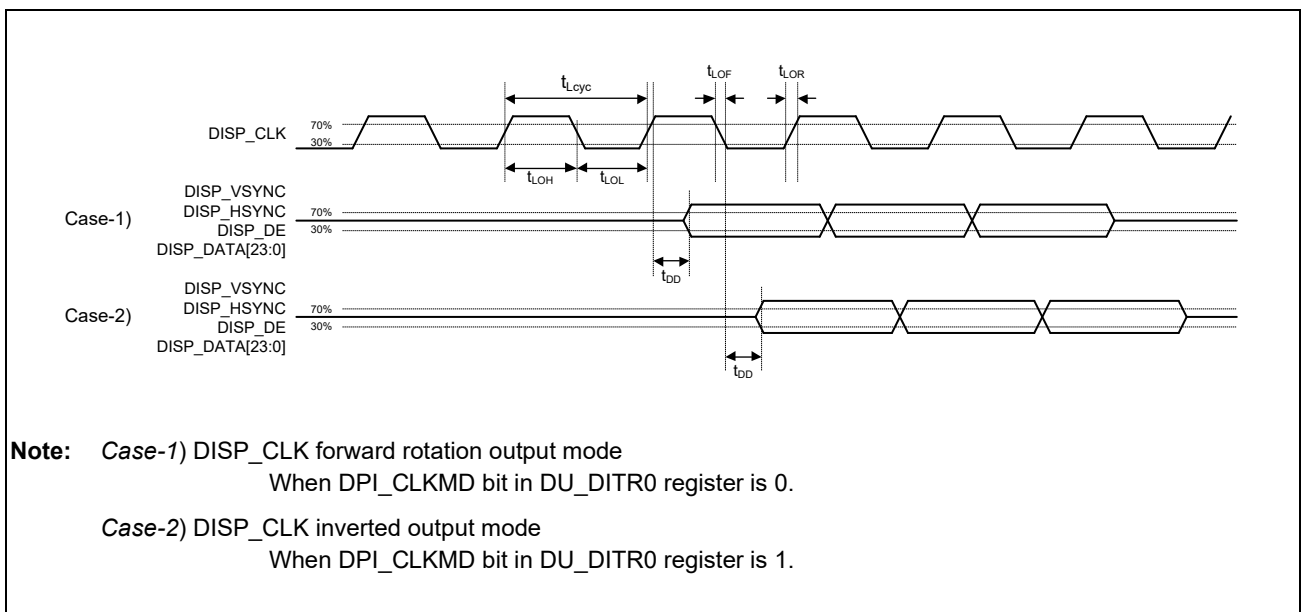 tLcyc
tLOF
tLOR
DISP_CLK
70%
30%
tLOH
tLOL
Case-1)
DISP_VSYNC
DISP_HSYNC
DISP_DE
DISP_DATA[23:0]
70%
30%
tDD
Case-2)
DISP_VSYNC
DISP_HSYNC
DISP_DE
DISP_DATA[23:0]
70%
30%
tDD
Note: Case-1) DISP_CLK forward rotation output mode
When DPI_CLKMD bit in DU_DITR0 register is 0.
Case-2) DISP_CLK inverted output mode
When DPI_CLKMD bit in DU_DITR0 register is 1.